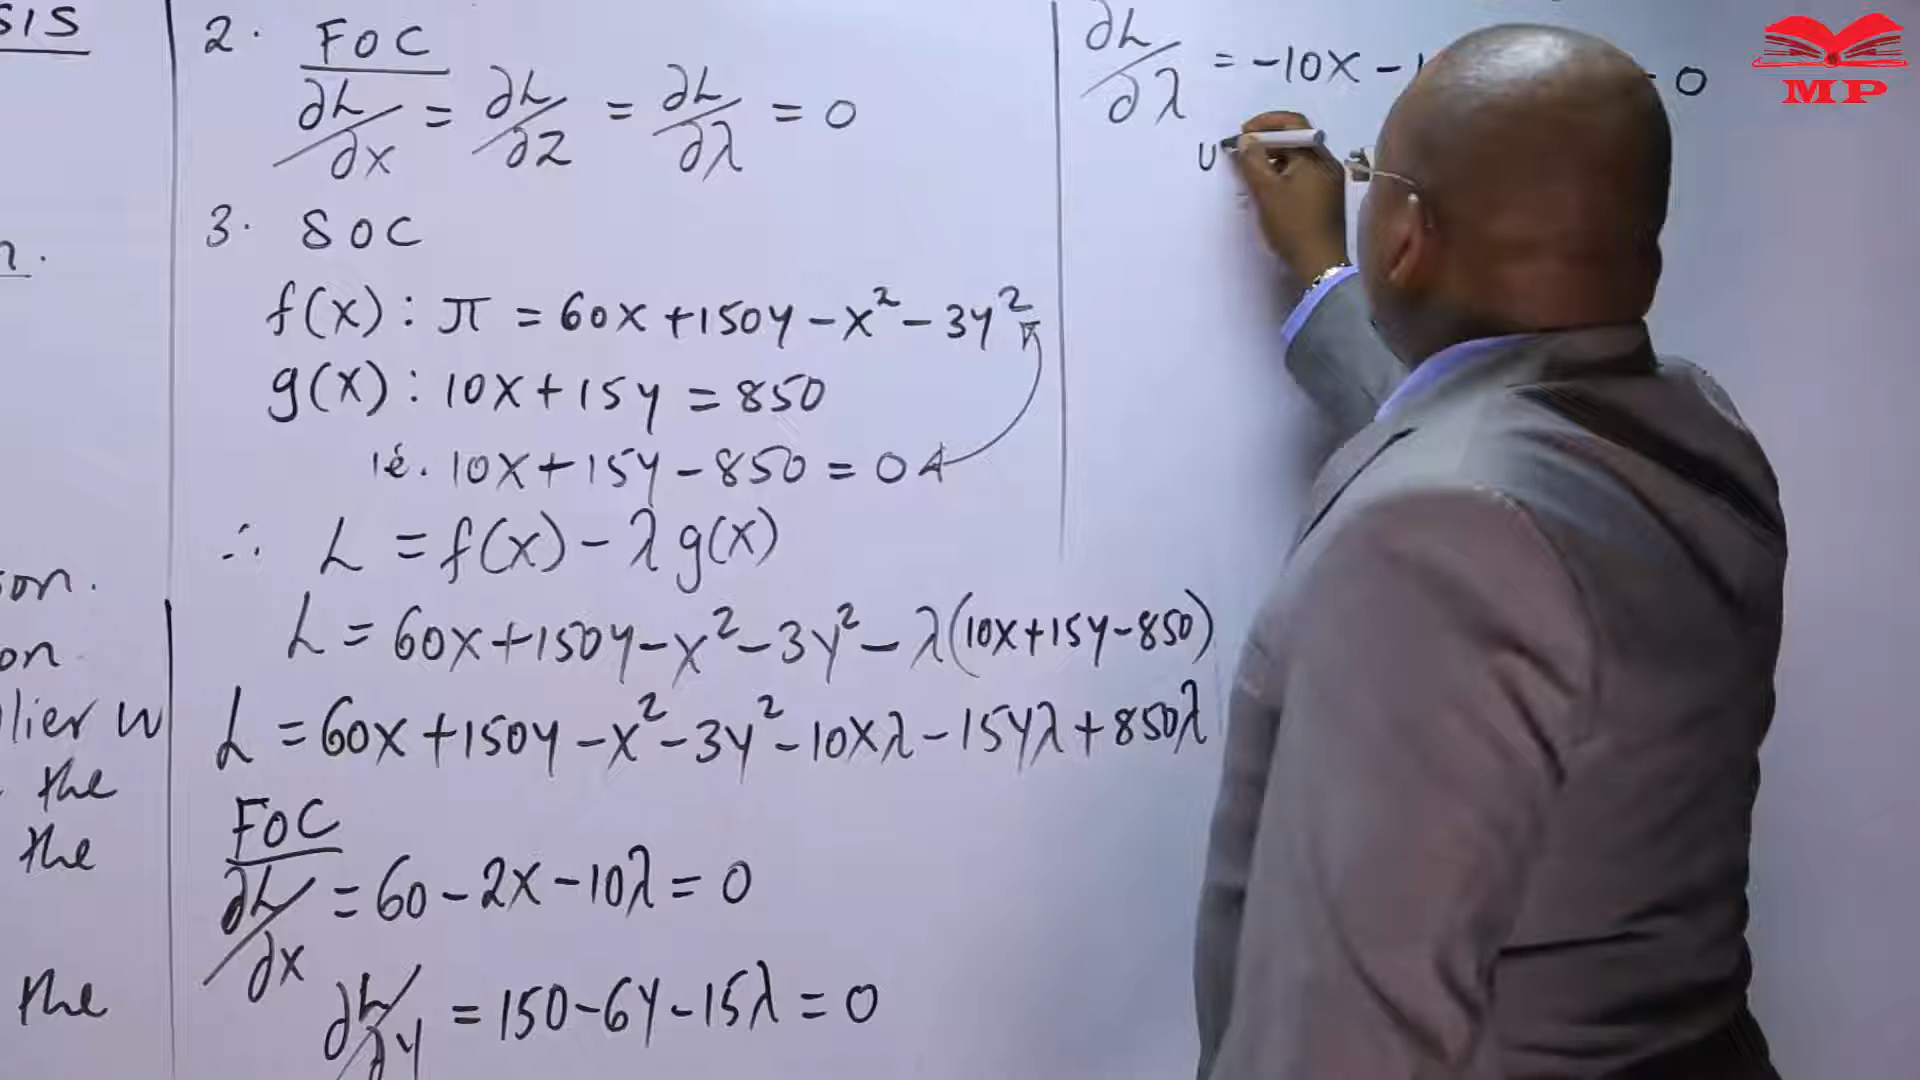 SIS
n.
on.
on
lier w
the
the
the
2. FOC
∂L/∂x = ∂L/∂z = ∂L/∂λ = 0
3. SOC
f(x) : π = 60x + 150y - x² - 3y²
g(x) : 10x + 15y = 850
ie. 10x + 15y - 850 = 0
∴ L = f(x) - λ g(x)
L = 60x + 150y - x² - 3y² - λ(10x + 15y - 850)
L = 60x + 150y - x² - 3y² - 10xλ - 15yλ + 850λ
FOC
∂L/∂x = 60 - 2x - 10λ = 0
∂L/∂y = 150 - 6y - 15λ = 0
∂L/∂λ = -10x - 0
MP